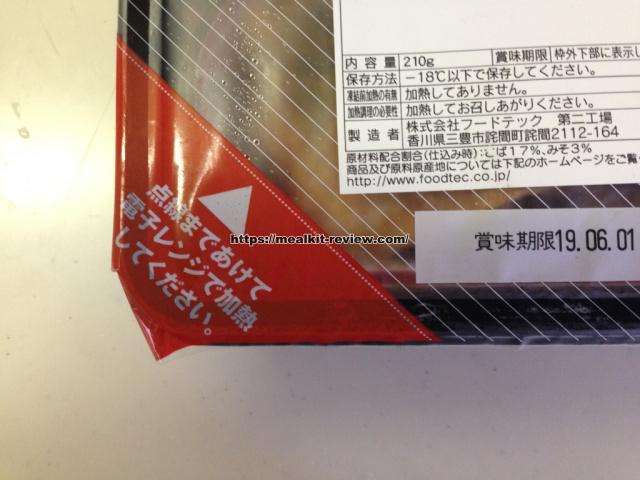 内容量 210g 賞味期限 枠外下部に表示し
保存方法 −18℃以下で保存してください。
凍結前加熱の有無 加熱してありません。
加熱調理の必要性 加熱してお召しあがりください。
製造者 株式会社フードテック 第二工場
香川県三豊市詫間町詫間2112-164
原材料配合割合(仕込み時):さば17%、みそ3%
商品及び原料原産地については下記のホームページをご覧
http://www.foodtec.co.jp/
賞味期限19.06.01
点線まであけて
電子レンジで加熱
してください。
https://mealkit-review.com/